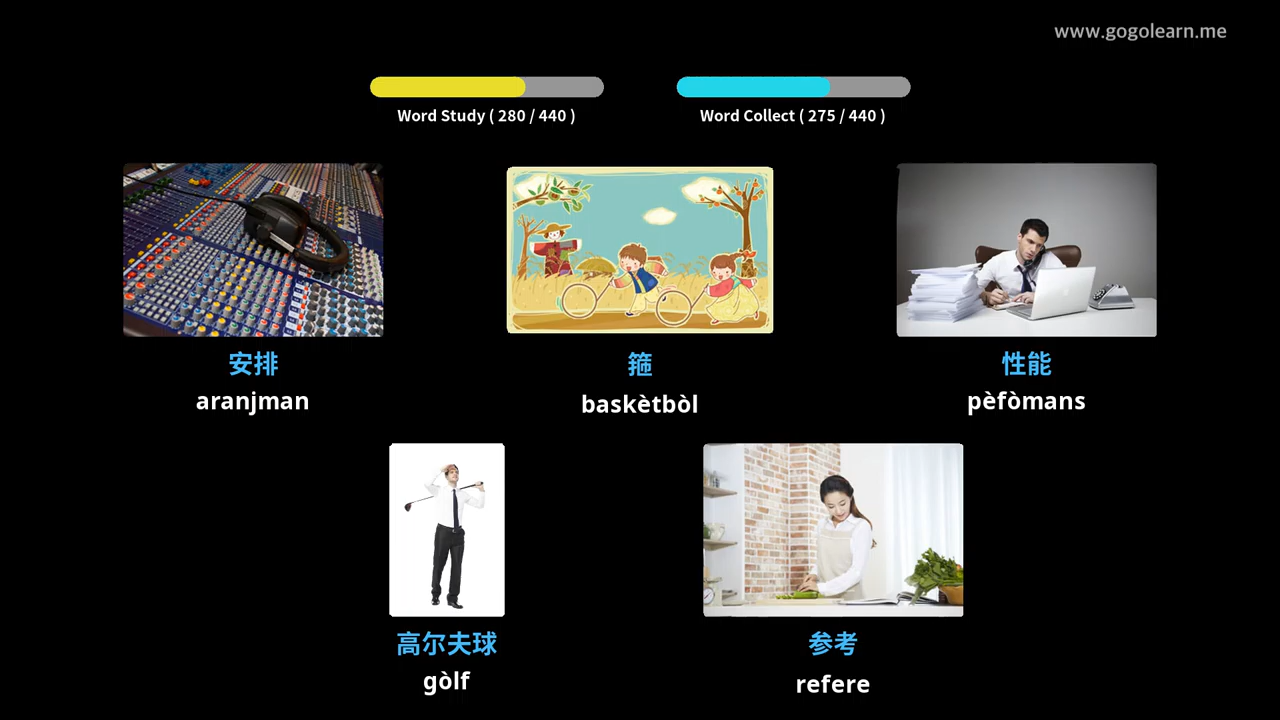 www.gogolearn.me
Word Study ( 280 / 440 )
Word Collect ( 275 / 440 )
安排
箍
性能
aranjman
baskètbòl
pèfòmans
高尔夫球
参考
gòlf
refere